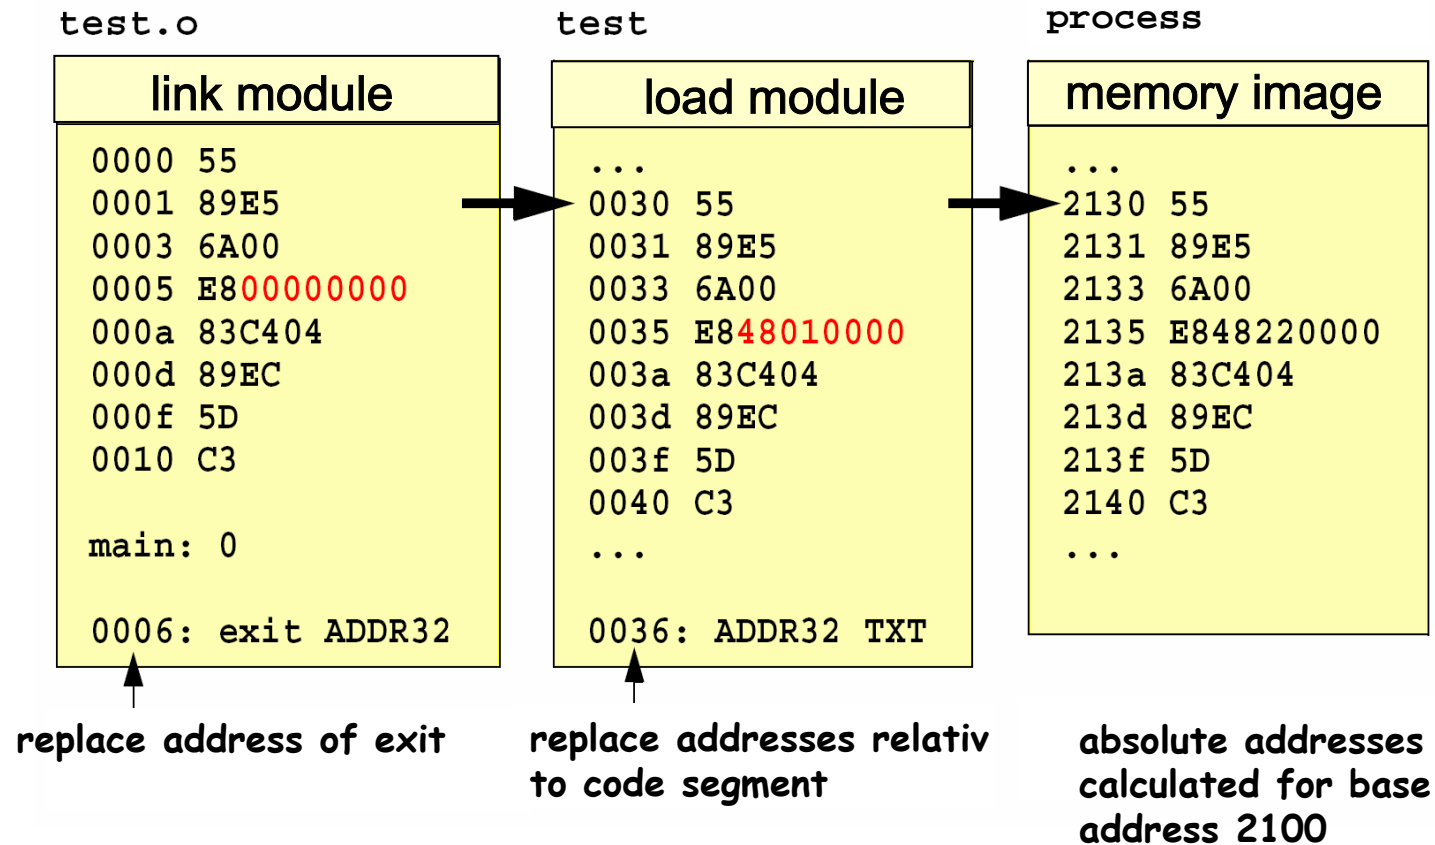 test.o
link module
0000 55
0001 89E5
0003 6A00
0005 E800000000
000a 83C404
000d 89EC
000f 5D
0010 C3
main: 0
0006: exit ADDR32
replace address of exit
test
load module
...
0030 55
0031 89E5
0033 6A00
0035 E848010000
003a 83C404
003d 89EC
003f 5D
0040 C3
...
0036: ADDR32 TXT
replace addresses relativ
to code segment
process
memory image
...
2130 55
2131 89E5
2133 6A00
2135 E848220000
213a 83C404
213d 89EC
213f 5D
2140 C3
...
absolute addresses
calculated for base
address 2100